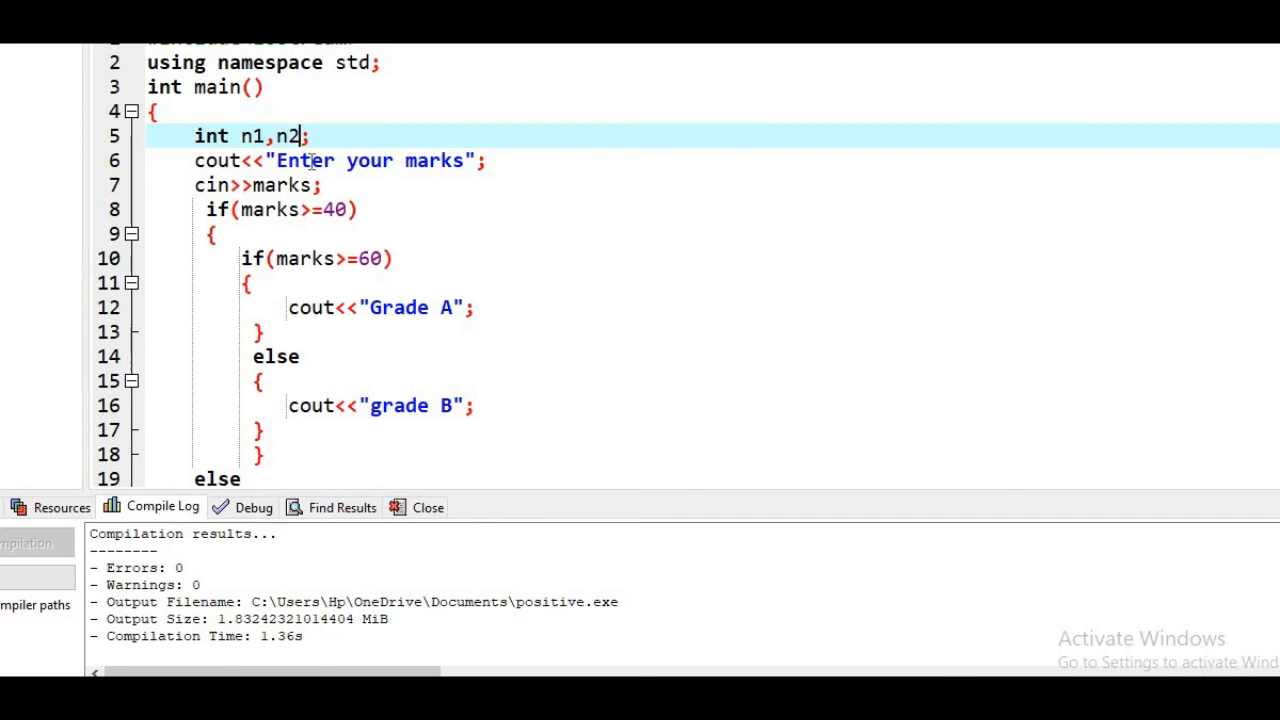 2 using namespace std;
3 int main()
4 {
5 int n1,n2;
6 cout<<"Enter your marks";
7 cin>>marks;
8 if(marks>=40)
9 {
10 if(marks>=60)
11 {
12 cout<<"Grade A";
13 }
14 else
15 {
16 cout<<"grade B";
17 }
18 }
19 else
Resources Compile Log Debug Find Results Close
mpilation
mpiler paths
Compilation results...
--------
- Errors: 0
- Warnings: 0
- Output Filename: C:\Users\Hp\OneDrive\Documents\positive.exe
- Output Size: 1.83242321014404 MiB
- Compilation Time: 1.36s
Activate Windows
Go to Settings to activate Wind